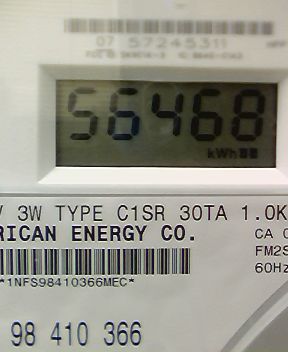 07 57245311
56468
kWh
V 3W TYPE C1SR 30TA 1.0K
RICAN ENERGY CO.
CA 0
FM2S
60Hz
*1NFS98410366MEC*
98 410 366